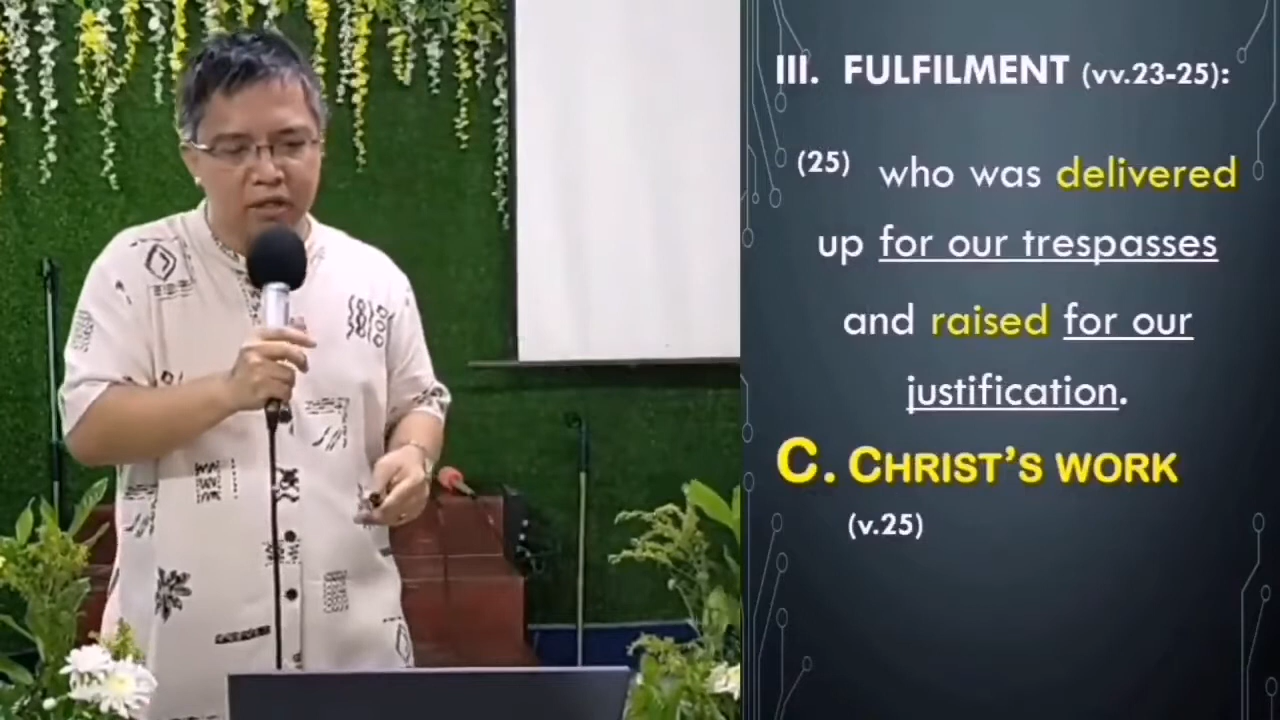 III. FULFILMENT (vv.23-25):
(25) who was delivered
up for our trespasses
and raised for our
justification.
C. CHRIST'S WORK
(v.25)